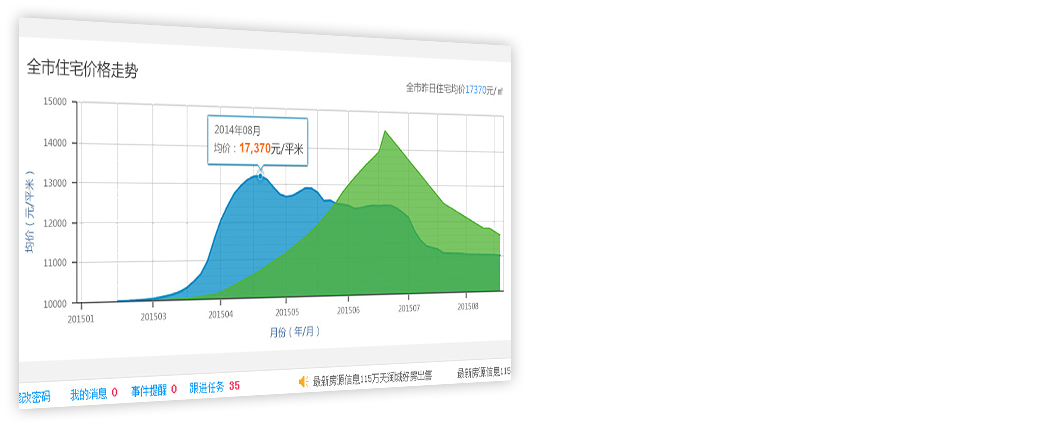 全市住宅价格走势
全市昨日住宅均价17370元/㎡
15000
14000
13000
12000
11000
10000
均价（元/平米）
2014年08月
均价：17,370元/平米
201501
201503
201504
201505
201506
201507
201508
月份（年/月）
改密码 我的消息 0 事件提醒 0 跟进任务 35
最新房源信息115万天润城好房出售 最新房源信息115